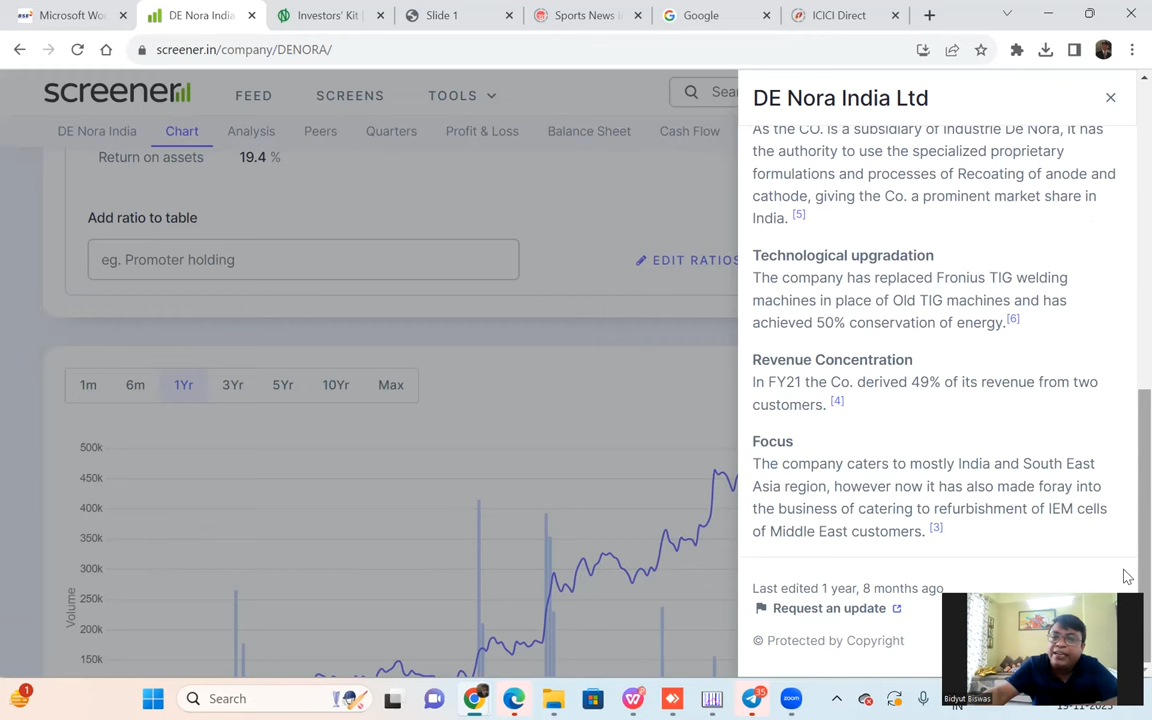 Microsoft Wo
DE Nora India
Investors' Kit |
Slide 1
Sports News i
Google
ICICI Direct
screener.in/company/DENORA/
screener
FEED
SCREENS
TOOLS
Sear
DE Nora India
Chart
Analysis
Peers
Quarters
Profit & Loss
Balance Sheet
Cash Flow
Return on assets 19.4 %
Add ratio to table
eg. Promoter holding
EDIT RATIOS
1m 6m 1Yr 3Yr 5Yr 10Yr Max
500k
450k
400k
350k
300k
250k
200k
150k
Volume
DE Nora India Ltd
As the CO. is a subsidiary of Industrie De Nora, it has
the authority to use the specialized proprietary
formulations and processes of Recoating of anode and
cathode, giving the Co. a prominent market share in
India. [5]
Technological upgradation
The company has replaced Fronius TIG welding
machines in place of Old TIG machines and has
achieved 50% conservation of energy.[6]
Revenue Concentration
In FY21 the Co. derived 49% of its revenue from two
customers. [4]
Focus
The company caters to mostly India and South East
Asia region, however now it has also made foray into
the business of catering to refurbishment of IEM cells
of Middle East customers. [3]
Last edited 1 year, 8 months ago
Request an update
© Protected by Copyright
Bidyut Biswas
1
Search
35
zoom
IN
19-11-2023